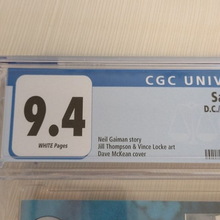 CGC UNIV
9.4
WHITE Pages
Sa
D.C.
Neil Gaiman story
Jill Thompson & Vince Locke art
Dave McKean cover